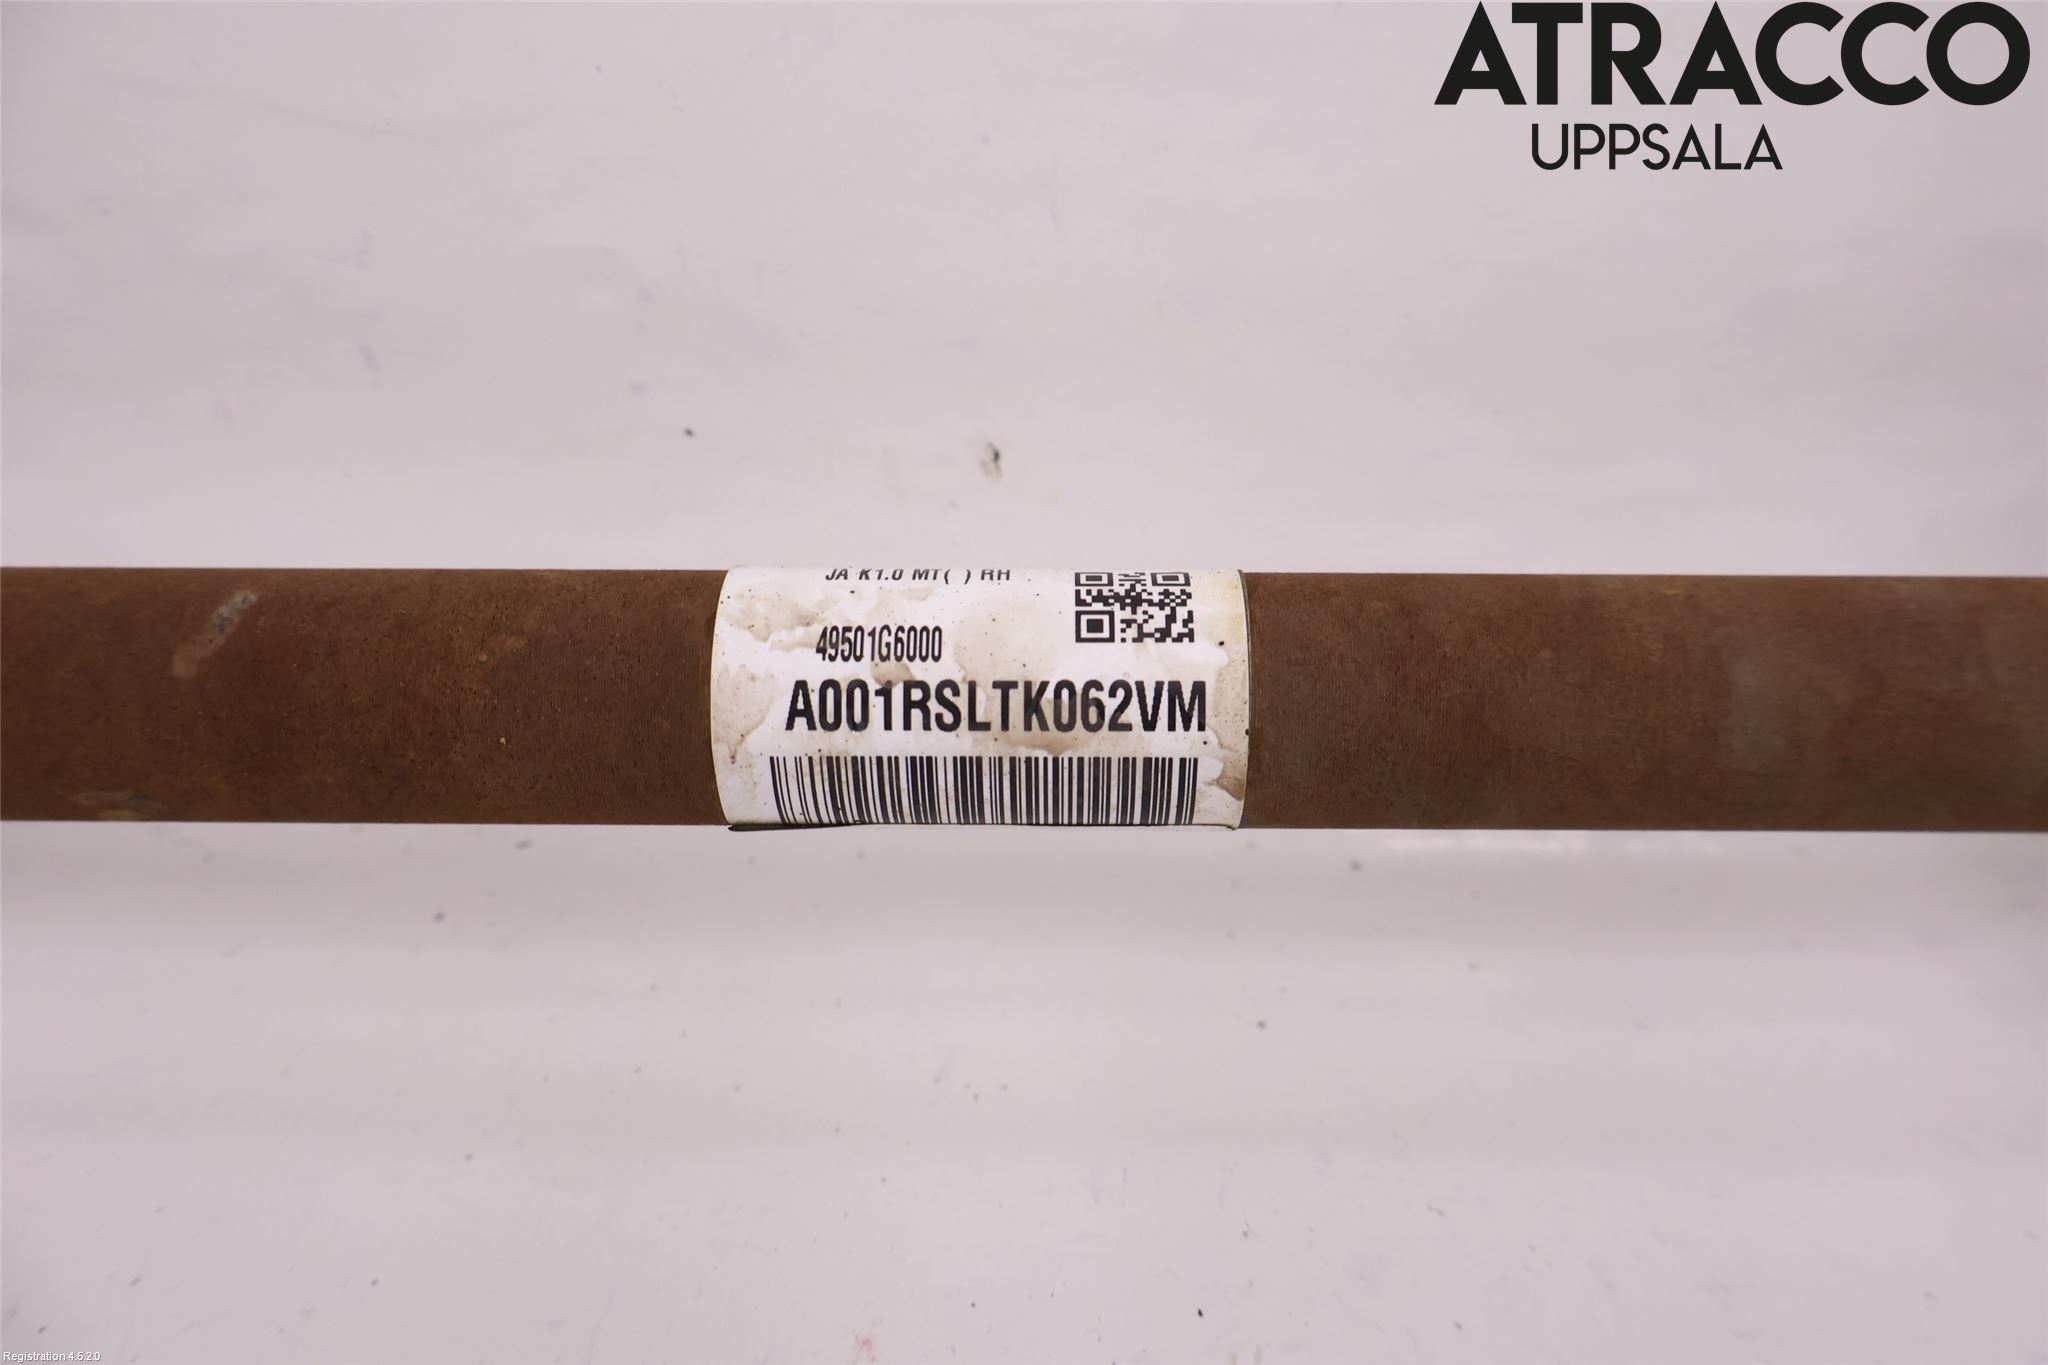 ATRACCO
UPPSALA
JA K1.0 MT( ) RH
49501G6000
A001RSLTK062VM
Registration 4.5.2.0